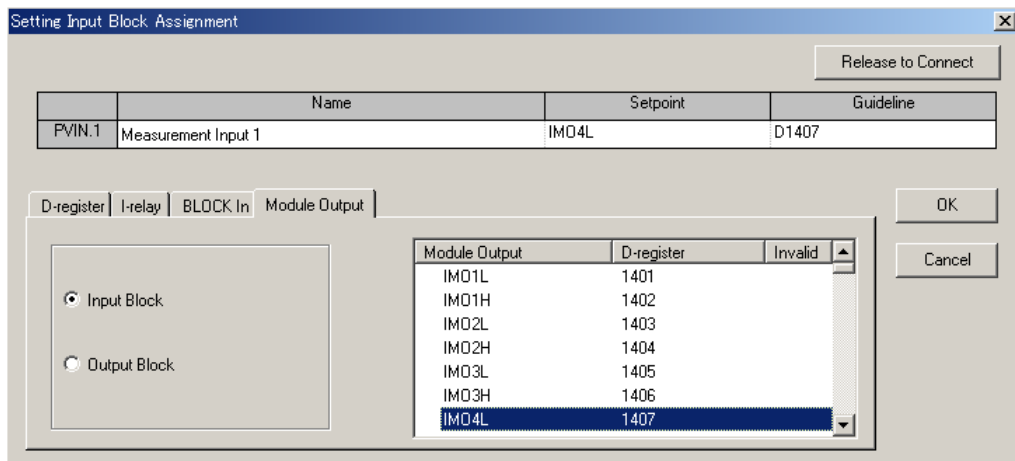 Setting Input Block Assignment
Release to Connect
Name Setpoint Guideline
PVIN.1 Measurement Input 1 IMO4L D1407
D-register I-relay BLOCK In Module Output
OK
Cancel
Input Block
Output Block
Module Output D-register Invalid
IMO1L 1401
IMO1H 1402
IMO2L 1403
IMO2H 1404
IMO3L 1405
IMO3H 1406
IMO4L 1407